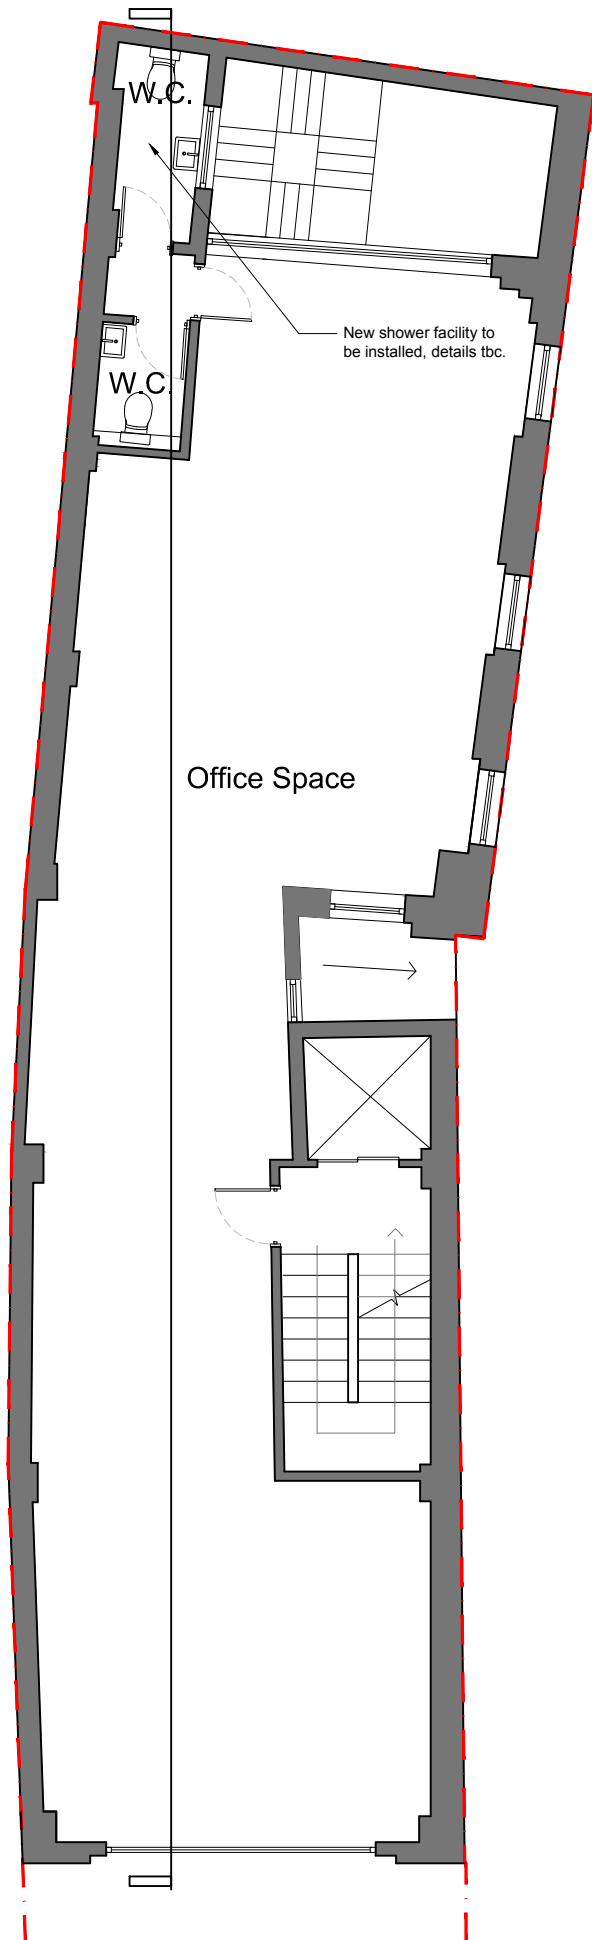 W.C.
New shower facility to
be installed, details tbc.
W.C.
Office Space